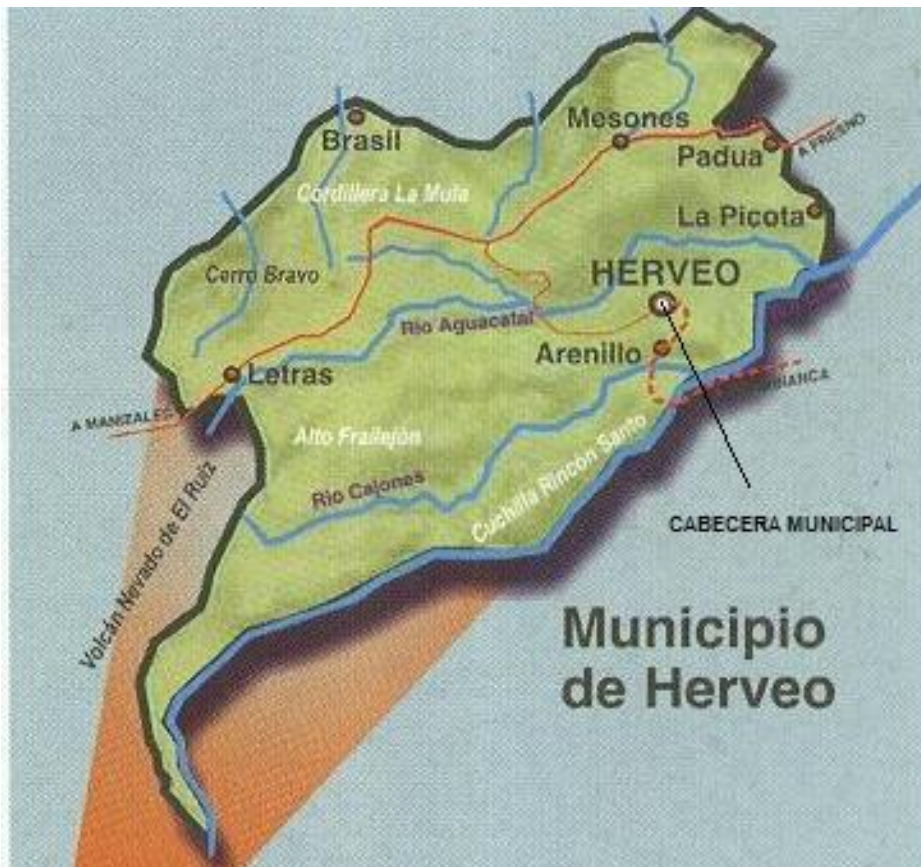 Brasil
Mesones
Padua
A FRESNO
Cordillera La Mula
La Picota
Cerro Bravo
HERVEO
Rio Aguacatal
Arenillo
Letras
A MANIZALES
Alto Frailejón
Rio Cajones
Cuchilla Rincón Santo
CABECERA MUNICIPAL
Volcán Nevado de El Ruiz
Municipio
de Herveo